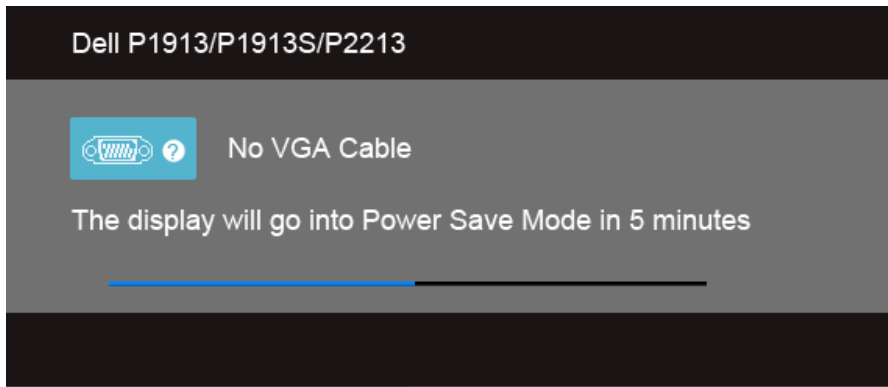 Dell P1913/P1913S/P2213
?
No VGA Cable
The display will go into Power Save Mode in 5 minutes